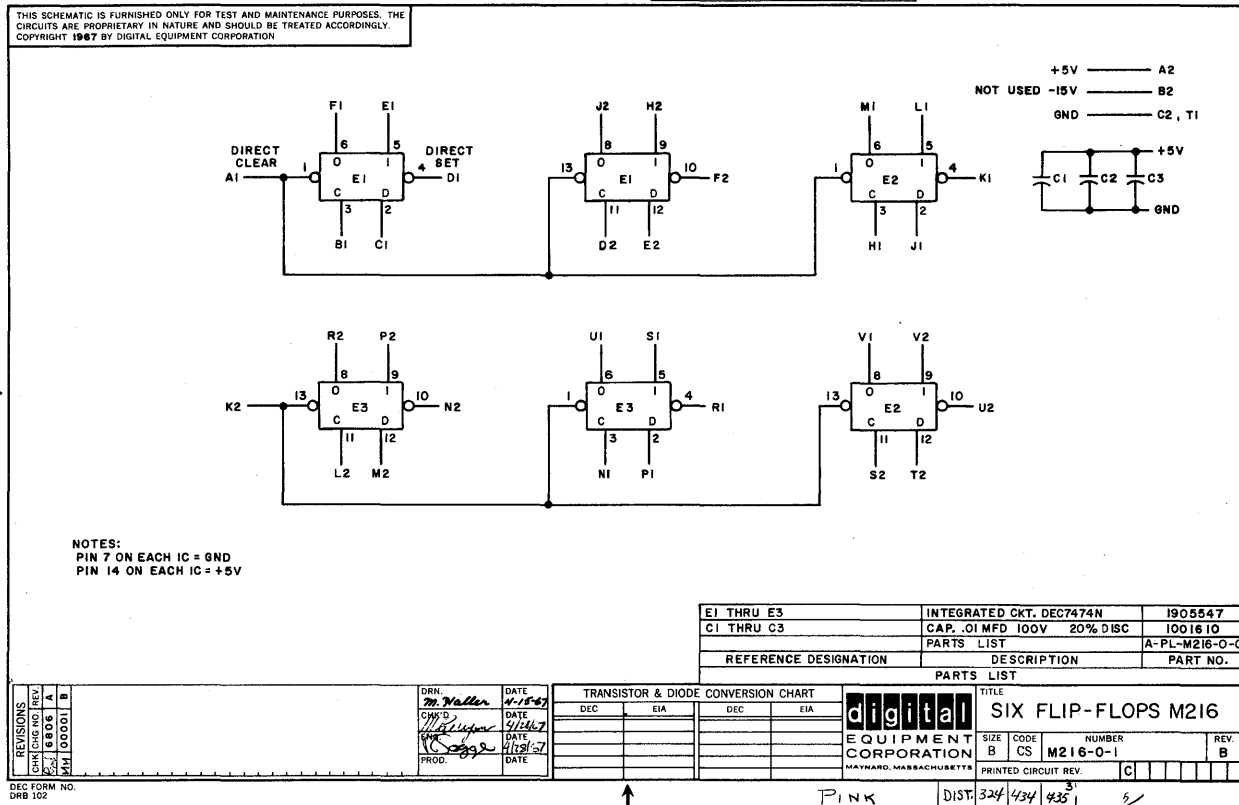 THIS SCHEMATIC IS FURNISHED ONLY FOR TEST AND MAINTENANCE PURPOSES. THE
CIRCUITS ARE PROPRIETARY IN NATURE AND SHOULD BE TREATED ACCORDINGLY.
COPYRIGHT 1967 BY DIGITAL EQUIPMENT CORPORATION
+5V A2
NOT USED -15V B2
GND C2, T1
+5V
C1 C2 C3
GND
F1 E1
6 5
DIRECT CLEAR
A1 1
O I
E1
C D
DIRECT SET
4 D1
3 2
B1 C1
J2 H2
8 9
O I
13 E1 10 F2
C D
11 12
D2 E2
M1 L1
6 5
O I
1 E2 4 K1
C D
3 2
H1 J1
R2 P2
8 9
O I
K2 13 E3 10 N2
C D
11 12
L2 M2
U1 S1
6 5
O I
1 E3 4 R1
C D
3 2
N1 P1
V1 V2
8 9
O I
13 E2 10 U2
C D
11 12
S2 T2
NOTES:
PIN 7 ON EACH IC = GND
PIN 14 ON EACH IC = +5V
E1 THRU E3 INTEGRATED CKT. DEC7474N 1905547
C1 THRU C3 CAP. .01 MFD 100V 20% DISC 1001610
PARTS LIST A-PL-M216-0-0
REFERENCE DESIGNATION DESCRIPTION PART NO.
PARTS LIST
REVISIONS
CHK CHG NO. REV.
6806 A
MM 00001 B
DRN. DATE
M. Waller 4-15-67
CHK'D DATE
4/28/67
ENG DATE
4/28/67
PROD. DATE
TRANSISTOR & DIODE CONVERSION CHART
DEC EIA DEC EIA
digital
EQUIPMENT
CORPORATION
MAYNARD, MASSACHUSETTS
TITLE
SIX FLIP-FLOPS M216
SIZE CODE NUMBER REV.
B CS M216-0-1 B
PRINTED CIRCUIT REV. C
DEC FORM NO.
DRB 102
PINK
DIST. 324 434 435